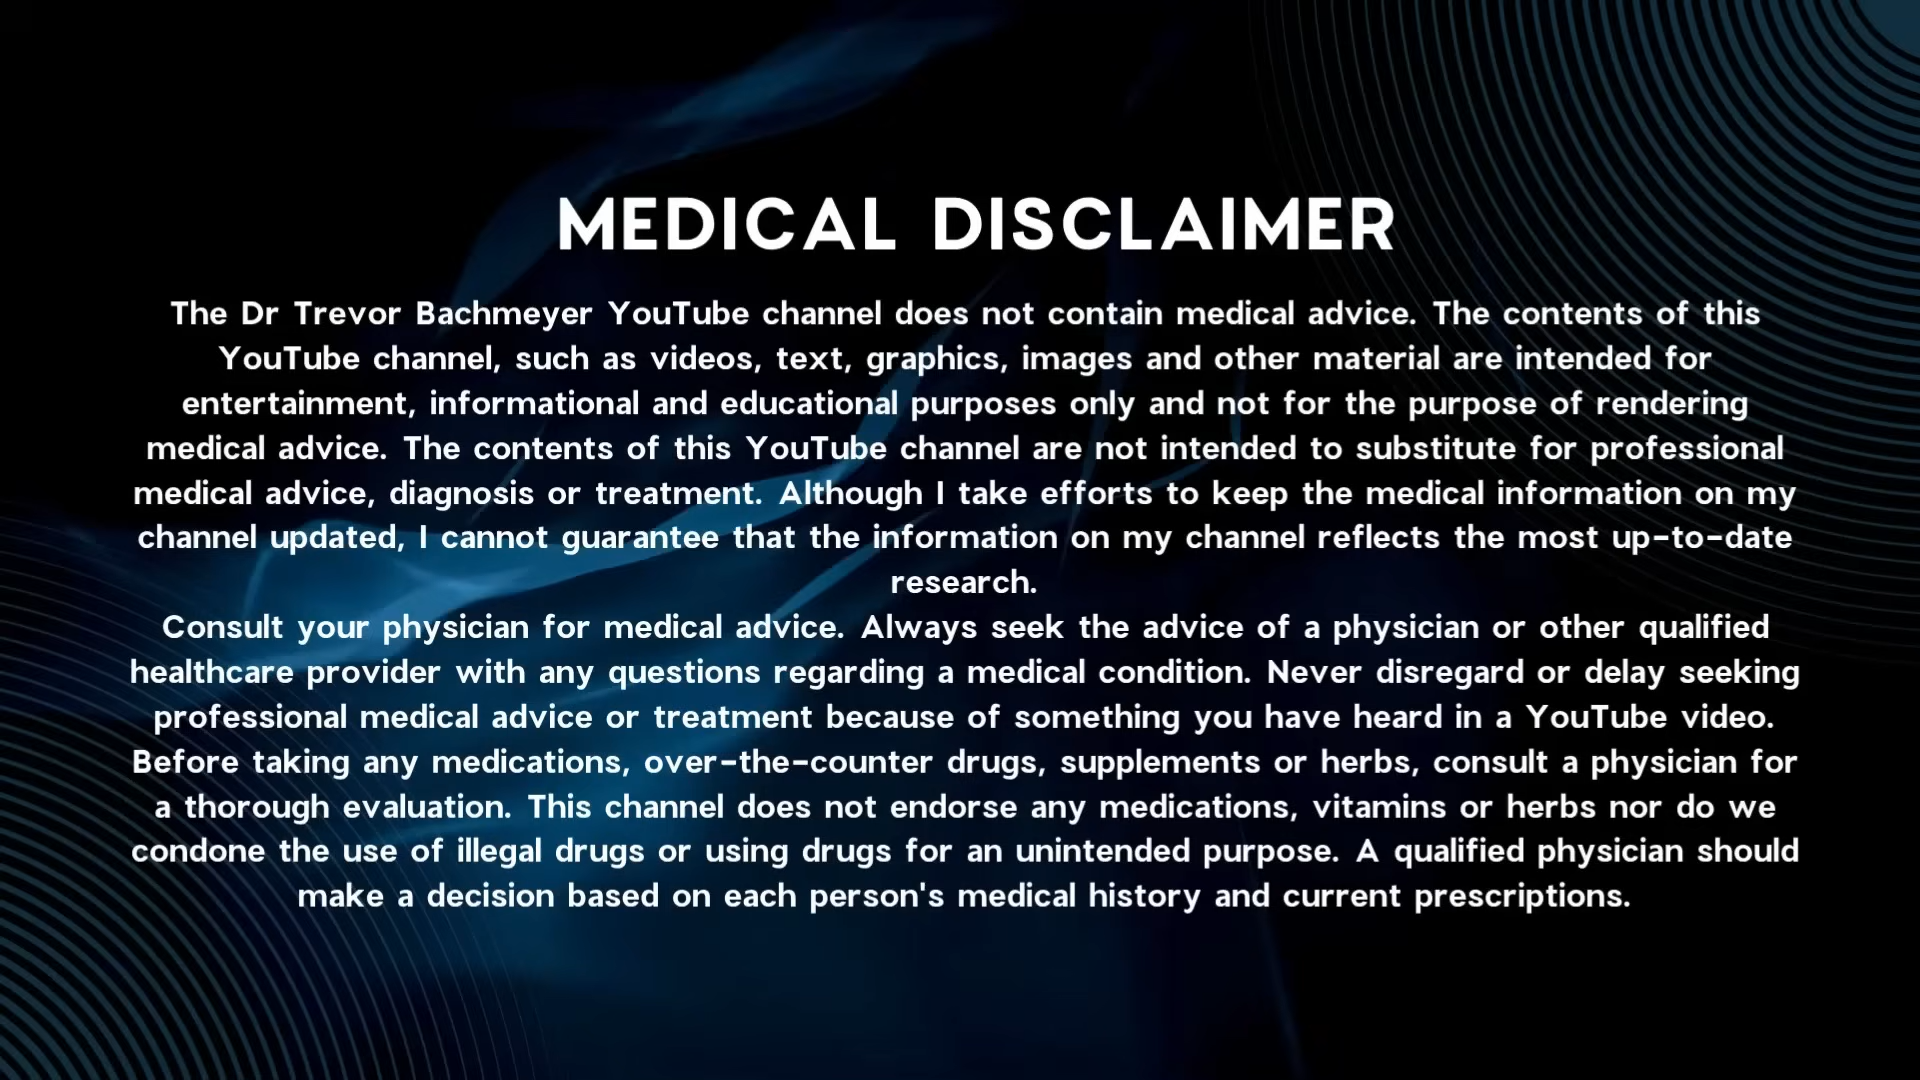 MEDICAL DISCLAIMER
The Dr Trevor Bachmeyer YouTube channel does not contain medical advice. The contents of this
YouTube channel, such as videos, text, graphics, images and other material are intended for
entertainment, informational and educational purposes only and not for the purpose of rendering
medical advice. The contents of this YouTube channel are not intended to substitute for professional
medical advice, diagnosis or treatment. Although I take efforts to keep the medical information on my
channel updated, I cannot guarantee that the information on my channel reflects the most up-to-date
research.
Consult your physician for medical advice. Always seek the advice of a physician or other qualified
healthcare provider with any questions regarding a medical condition. Never disregard or delay seeking
professional medical advice or treatment because of something you have heard in a YouTube video.
Before taking any medications, over-the-counter drugs, supplements or herbs, consult a physician for
a thorough evaluation. This channel does not endorse any medications, vitamins or herbs nor do we
condone the use of illegal drugs or using drugs for an unintended purpose. A qualified physician should
make a decision based on each person's medical history and current prescriptions.